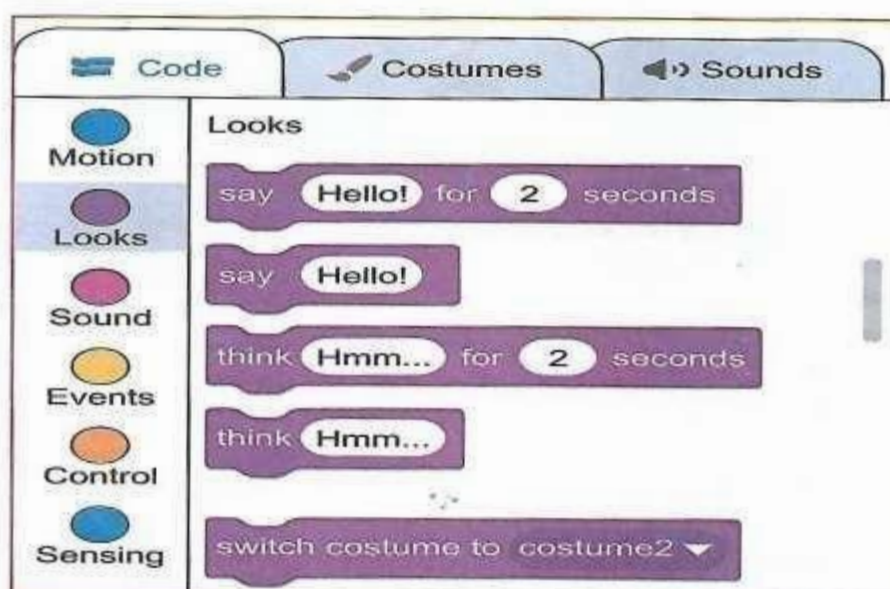 Code
Costumes
Sounds
Motion
Looks
Sound
Events
Control
Sensing
Looks
say Hello! for 2 seconds
say Hello!
think Hmm... for 2 seconds
think Hmm...
switch costume to costume2